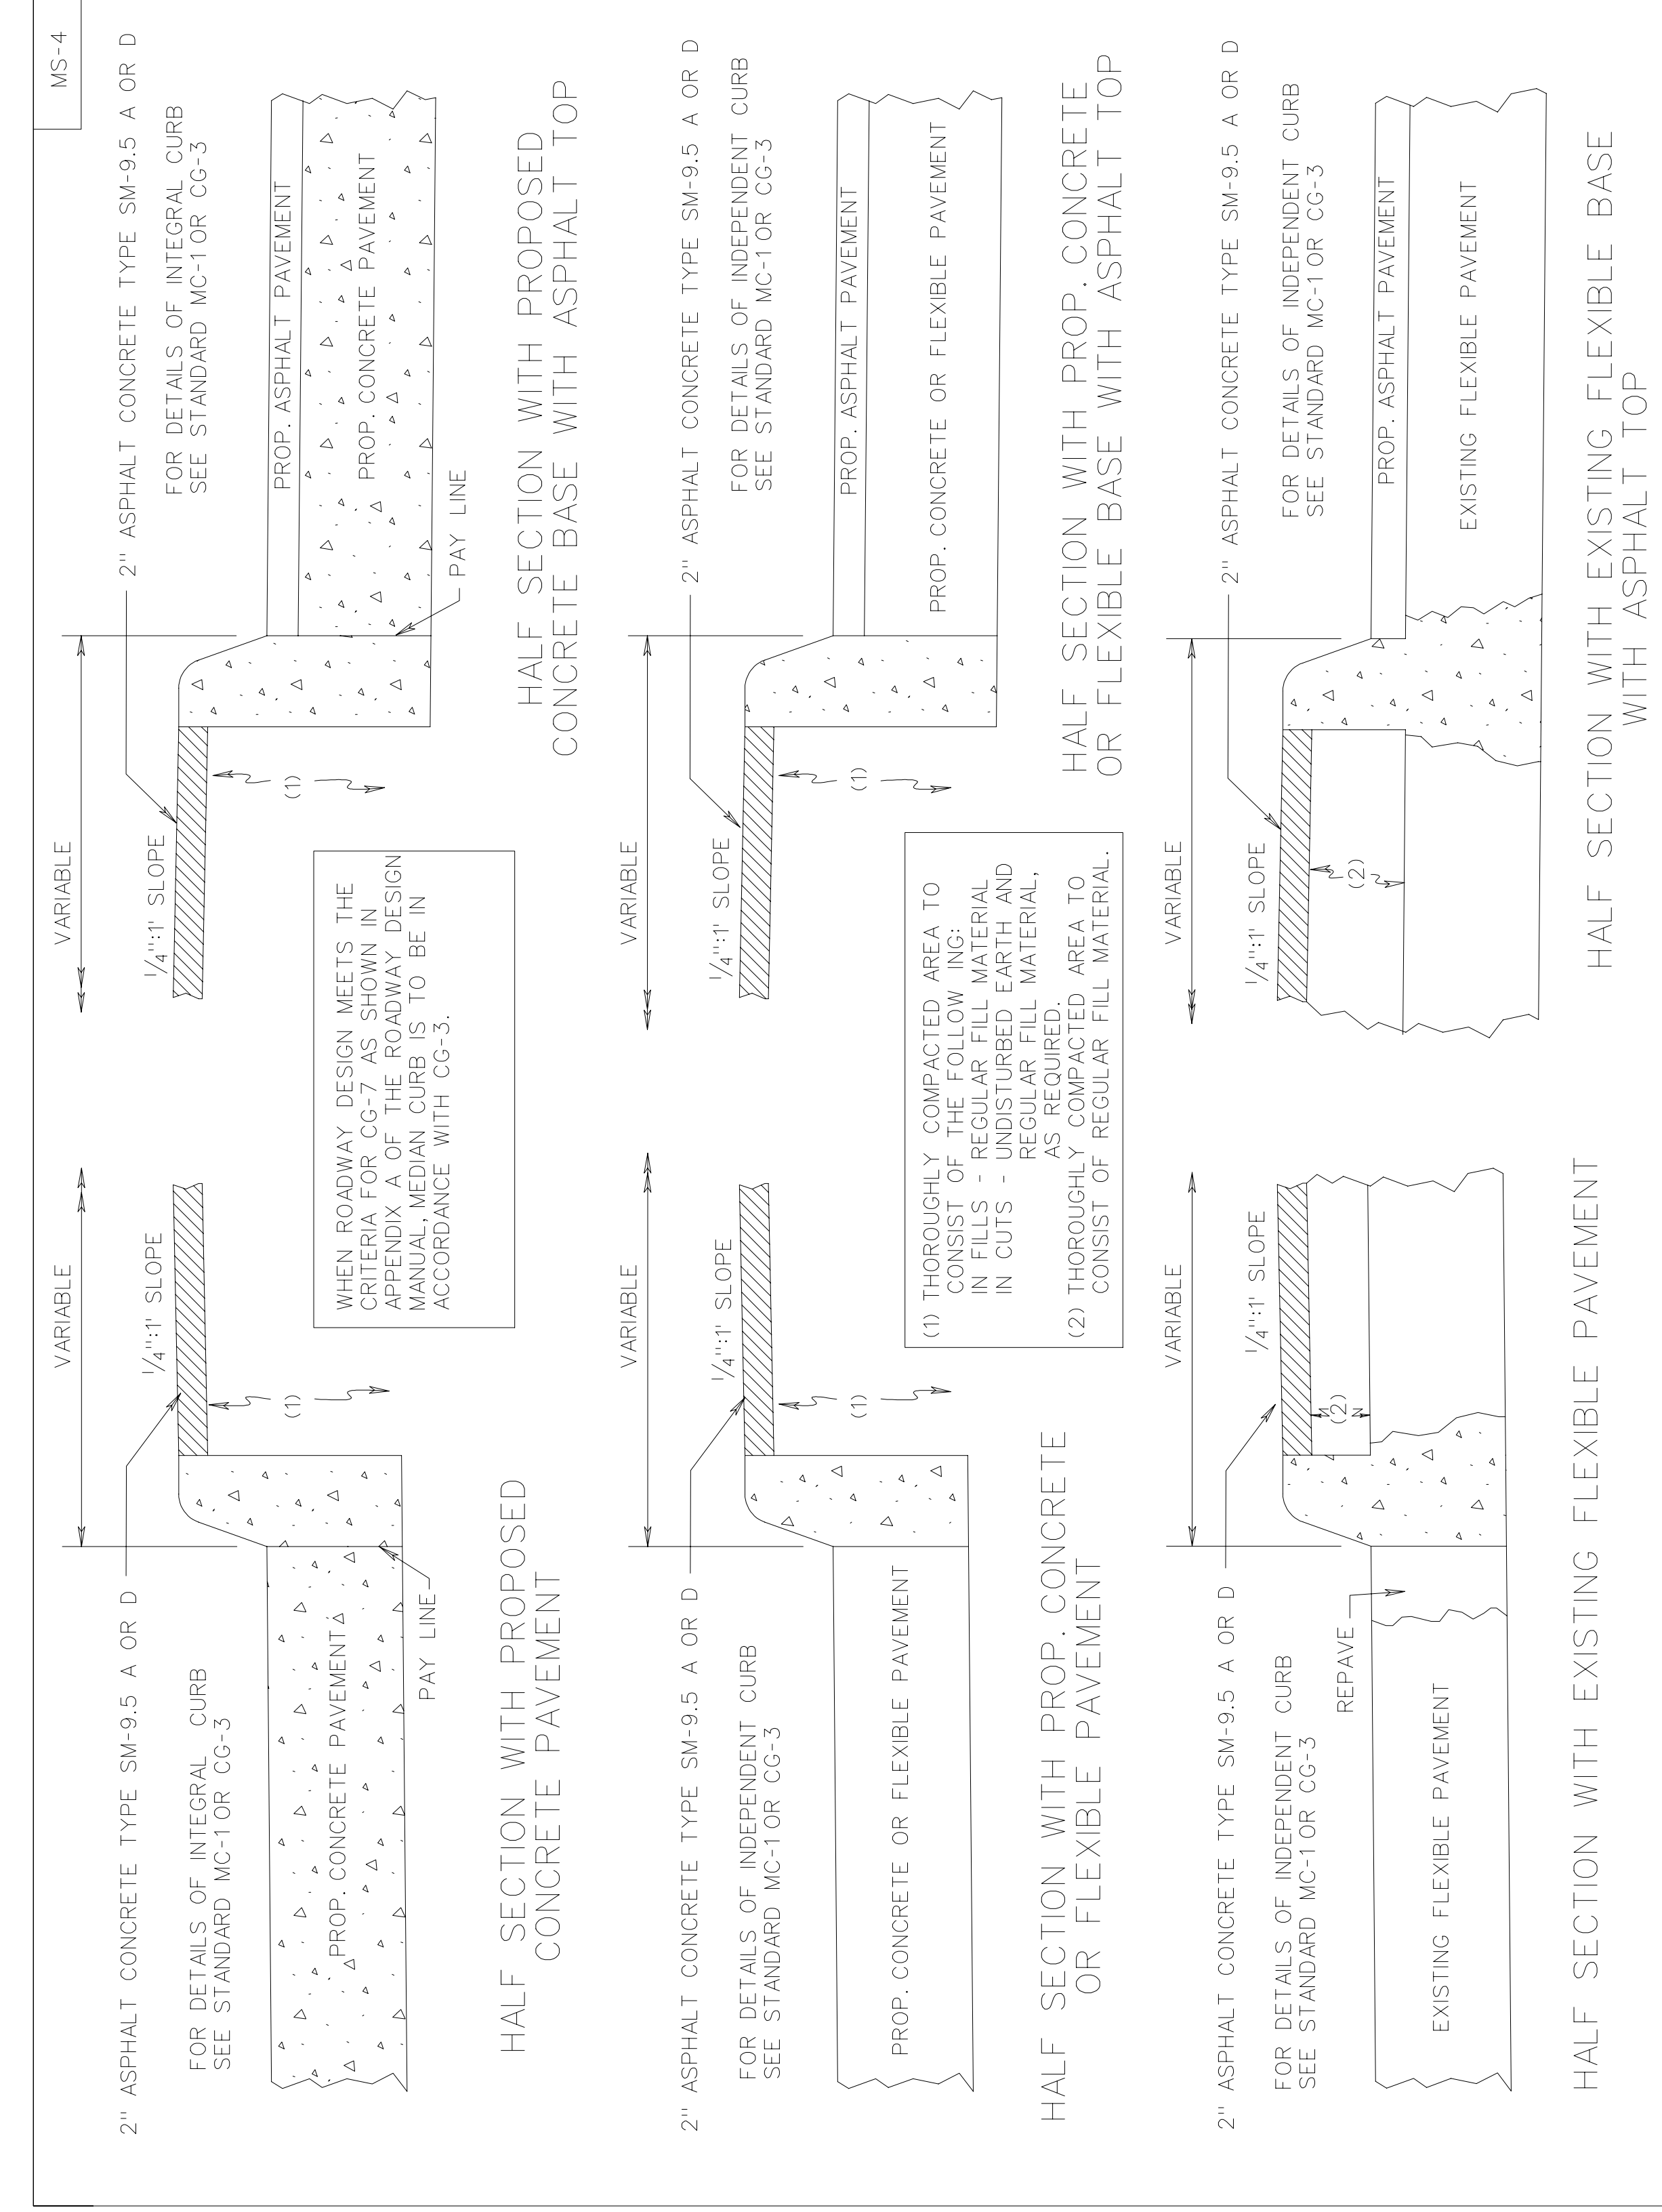 MS-4
VARIABLE
VARIABLE
2" ASPHALT CONCRETE TYPE SM-9.5 A OR D
1/4":1' SLOPE
1/4":1' SLOPE
2" ASPHALT CONCRETE TYPE SM-9.5 A OR D
FOR DETAILS OF INTEGRAL CURB
SEE STANDARD MC-1 OR CG-3
FOR DETAILS OF INTEGRAL CURB
SEE STANDARD MC-1 OR CG-3
(1)
(1)
PROP. CONCRETE PAVEMENT
PROP. ASPHALT PAVEMENT
PROP. CONCRETE PAVEMENT
PAY LINE
PAY LINE
WHEN ROADWAY DESIGN MEETS THE
CRITERIA FOR CG-7 AS SHOWN IN
APPENDIX A OF THE ROADWAY DESIGN
MANUAL, MEDIAN CURB IS TO BE IN
ACCORDANCE WITH CG-3.
HALF SECTION WITH PROPOSED
CONCRETE PAVEMENT
HALF SECTION WITH PROPOSED
CONCRETE BASE WITH ASPHALT TOP
VARIABLE
VARIABLE
2" ASPHALT CONCRETE TYPE SM-9.5 A OR D
1/4":1' SLOPE
1/4":1' SLOPE
2" ASPHALT CONCRETE TYPE SM-9.5 A OR D
FOR DETAILS OF INDEPENDENT CURB
SEE STANDARD MC-1 OR CG-3
FOR DETAILS OF INDEPENDENT CURB
SEE STANDARD MC-1 OR CG-3
(1)
(1)
PROP. CONCRETE OR FLEXIBLE PAVEMENT
PROP. ASPHALT PAVEMENT
PROP. CONCRETE OR FLEXIBLE PAVEMENT
(1) THOROUGHLY COMPACTED AREA TO
CONSIST OF THE FOLLOW ING:
IN FILLS - REGULAR FILL MATERIAL
IN CUTS - UNDISTURBED EARTH AND
REGULAR FILL MATERIAL,
AS REQUIRED.
(2) THOROUGHLY COMPACTED AREA TO
CONSIST OF REGULAR FILL MATERIAL.
HALF SECTION WITH PROP. CONCRETE
OR FLEXIBLE PAVEMENT
HALF SECTION WITH PROP. CONCRETE
OR FLEXIBLE BASE WITH ASPHALT TOP
VARIABLE
VARIABLE
2" ASPHALT CONCRETE TYPE SM-9.5 A OR D
1/4":1' SLOPE
1/4":1' SLOPE
2" ASPHALT CONCRETE TYPE SM-9.5 A OR D
FOR DETAILS OF INDEPENDENT CURB
SEE STANDARD MC-1 OR CG-3
FOR DETAILS OF INDEPENDENT CURB
SEE STANDARD MC-1 OR CG-3
REPAVE
(2)
(2)
EXISTING FLEXIBLE PAVEMENT
PROP. ASPHALT PAVEMENT
EXISTING FLEXIBLE PAVEMENT
HALF SECTION WITH EXISTING FLEXIBLE PAVEMENT
HALF SECTION WITH EXISTING FLEXIBLE BASE
WITH ASPHALT TOP